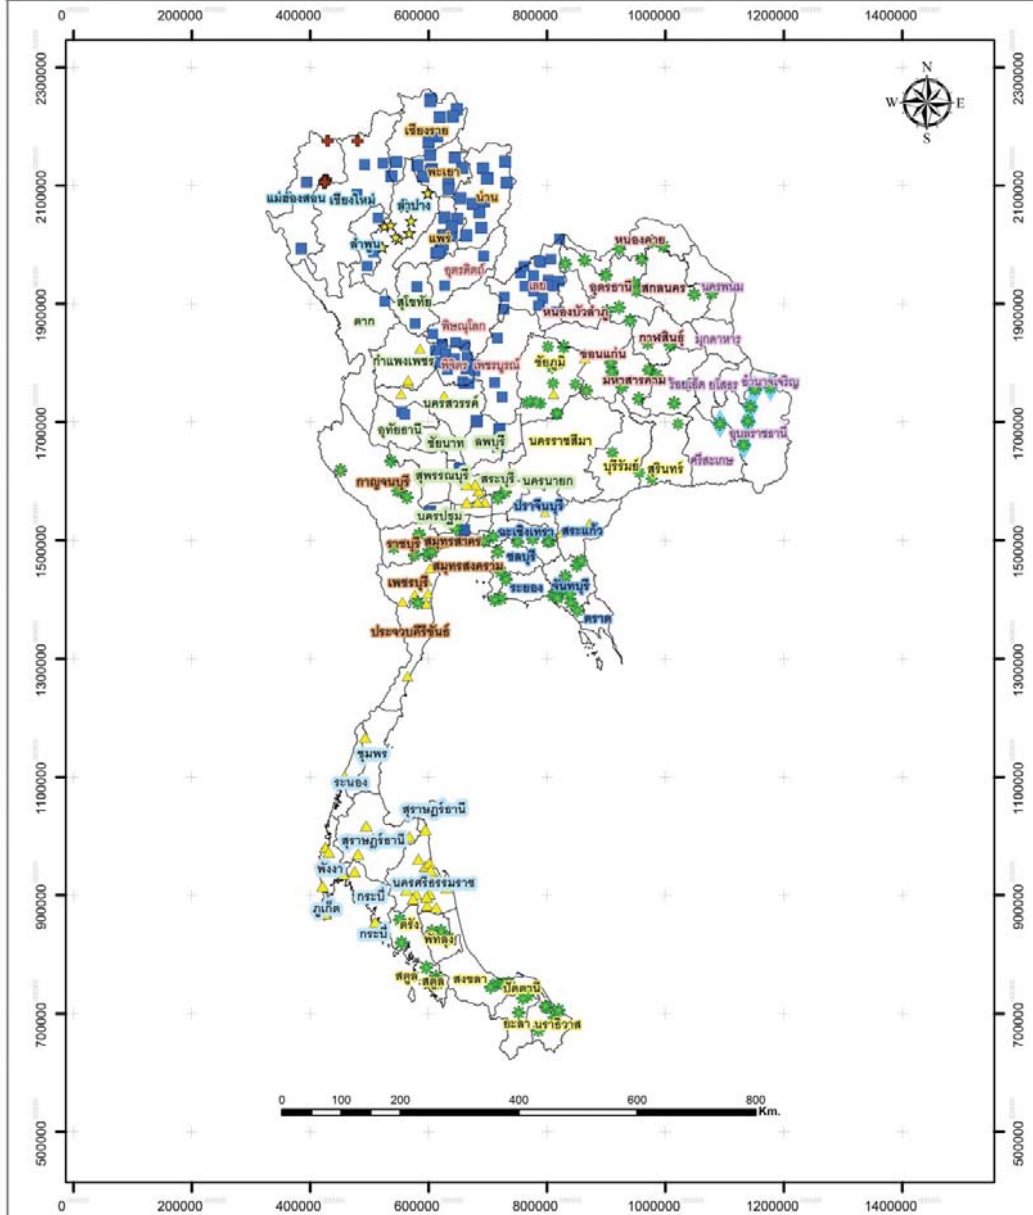 0 200000 400000 600000 800000 1000000 1200000 1400000
2300000 2300000
N
W E
S
เชียงราย
พะเยา
แม่ฮ่องสอน เชียงใหม่ ลำปาง น่าน
2100000 2100000
ลำพูน แพร่
หนองคาย
อุตรดิตถ์
เลย อุดรธานี สกลนคร นครพนม
สุโขทัย
1900000 1900000
หนองบัวลำภู
ตาก พิษณุโลก
กาฬสินธุ์ มุกดาหาร
กำแพงเพชร พิจิตร เพชรบูรณ์ ชัยภูมิ ขอนแก่น
มหาสารคาม ร้อยเอ็ด ยโสธร อำนาจเจริญ
นครสวรรค์
อุทัยธานี
1700000 1700000
ชัยนาท ลพบุรี นครราชสีมา อุบลราชธานี
บุรีรัมย์ สุรินทร์ ศรีสะเกษ
กาญจนบุรี สุพรรณบุรี สระบุรี นครนายก
ปราจีนบุรี
นครปฐม
ฉะเชิงเทรา สระแก้ว
1500000 1500000
ราชบุรี สมุทรสาคร
ชลบุรี
สมุทรสงคราม
เพชรบุรี ระยอง จันทบุรี
ตราด
ประจวบคีรีขันธ์
1300000 1300000
ชุมพร
1100000 1100000
ระนอง
สุราษฎร์ธานี
สุราษฎร์ธานี
พังงา
นครศรีธรรมราช
900000 900000
กระบี่
ภูเก็ต
ตรัง
กระบี่
พัทลุง
สตูล สตูล สงขลา
ปัตตานี
700000 700000
ยะลา นราธิวาส
0 100 200 400 600 800
Km.
500000 500000
0 200000 400000 600000 800000 1000000 1200000 1400000